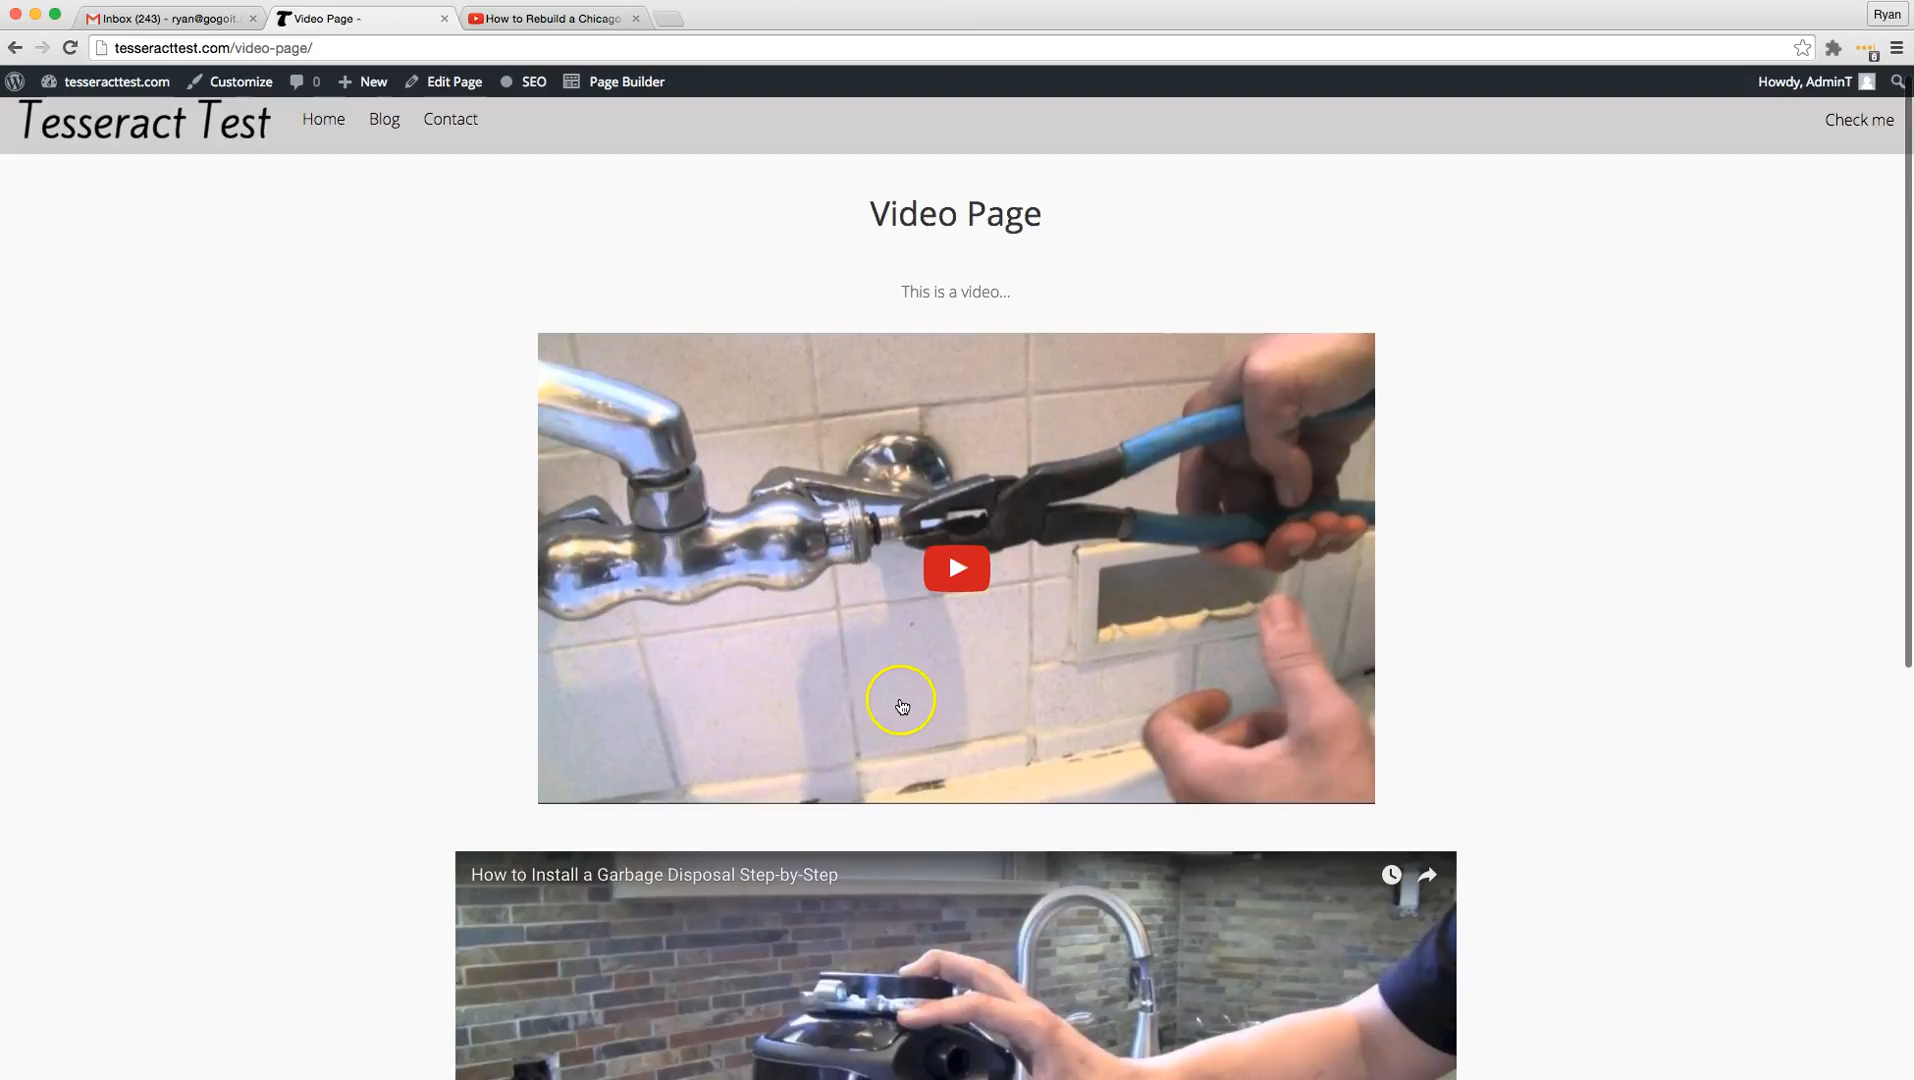 Inbox (243) - ryan@gogoit.
Video Page -
How to Rebuild a Chicago
Ryan
tesseracttest.com/video-page/
6
tesseracttest.com
Customize
0
New
Edit Page
SEO
Page Builder
Howdy, AdminT
Tesseract Test
Home
Blog
Contact
Check me
Video Page
This is a video...
How to Install a Garbage Disposal Step-by-Step